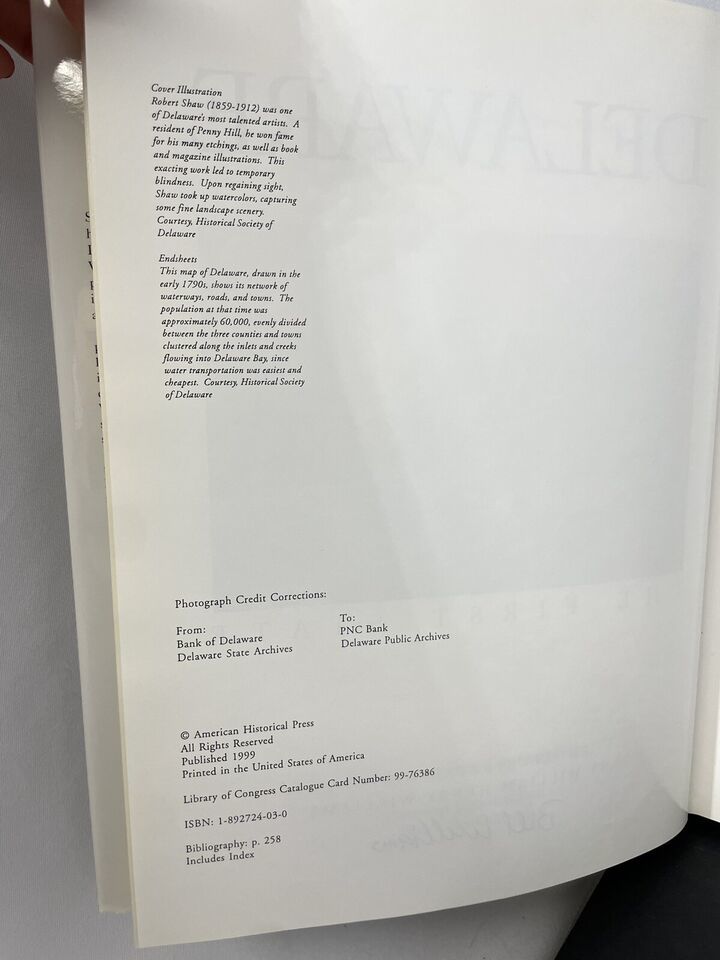 Cover Illustration
Robert Shaw (1859-1912) was one
of Delaware's most talented artists. A
resident of Penny Hill, he won fame
for his many etchings, as well as book
and magazine illustrations. This
exacting work led to temporary
blindness. Upon regaining sight,
Shaw took up watercolors, capturing
some fine landscape scenery.
Courtesy, Historical Society of
Delaware
Endsheets
This map of Delaware, drawn in the
early 1790s, shows its network of
waterways, roads, and towns. The
population at that time was
approximately 60,000, evenly divided
between the three counties and towns
clustered along the inlets and creeks
flowing into Delaware Bay, since
water transportation was easiest and
cheapest. Courtesy, Historical Society
of Delaware
Photograph Credit Corrections:
From:
Bank of Delaware
Delaware State Archives
To:
PNC Bank
Delaware Public Archives
© American Historical Press
All Rights Reserved
Published 1999
Printed in the United States of America
Library of Congress Catalogue Card Number: 99-76386
ISBN: 1-892724-03-0
Bibliography: p. 258
Includes Index